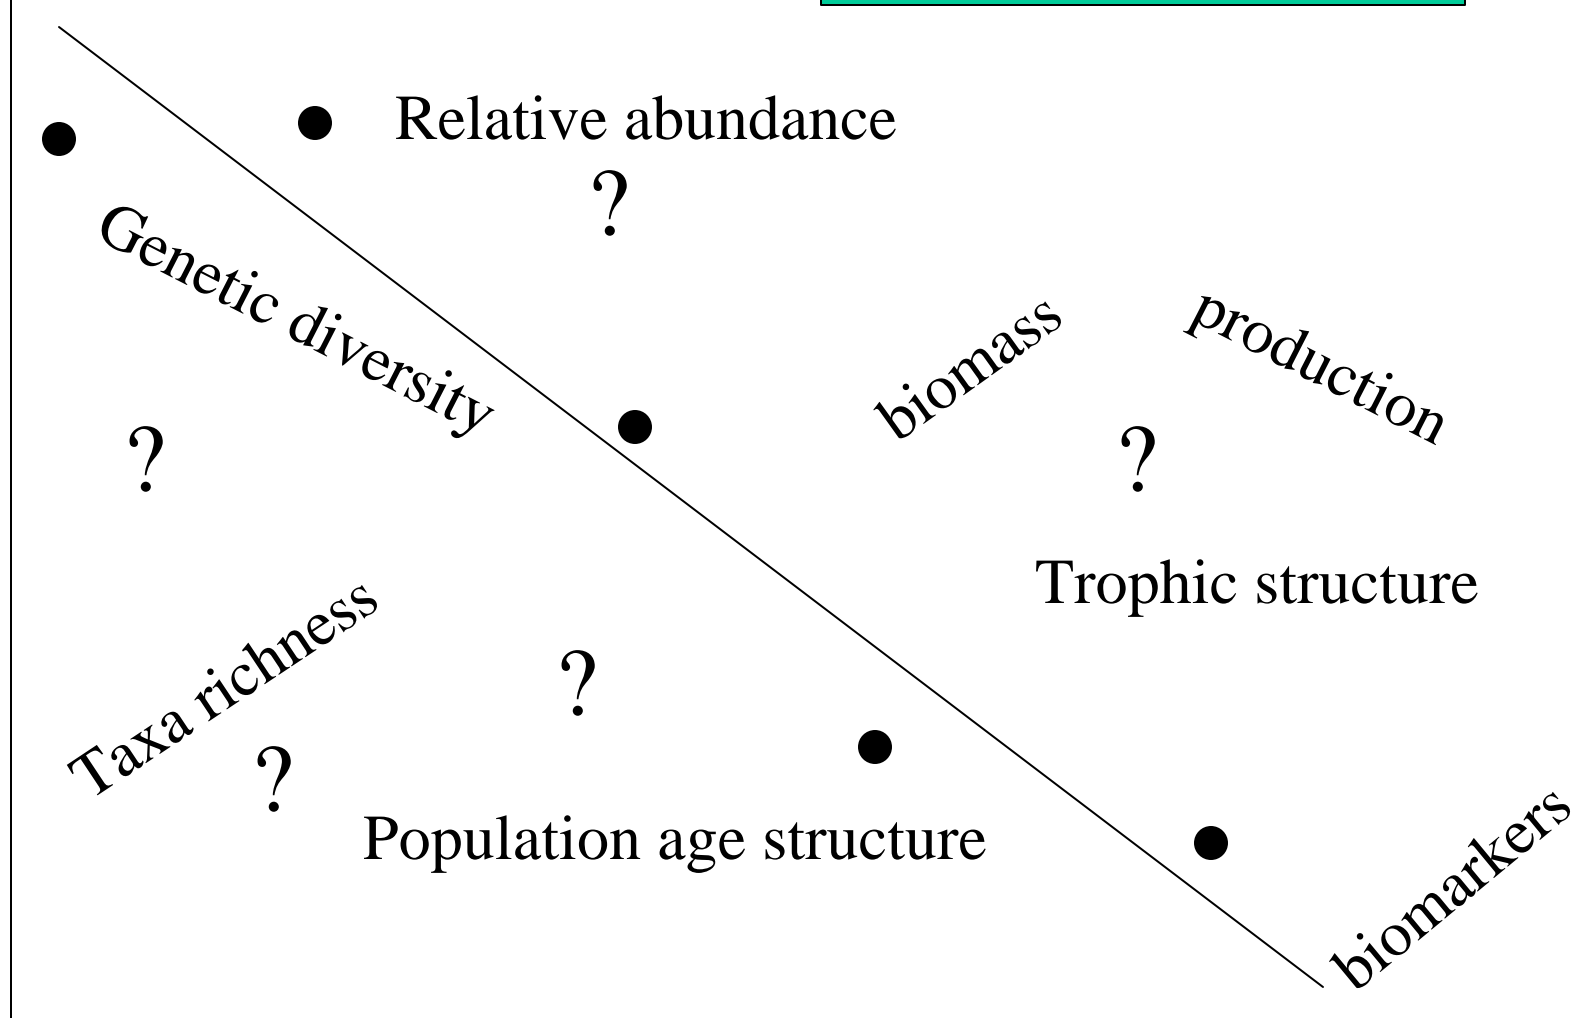 Relative abundance
?
Genetic diversity
biomass
production
?
?
Trophic structure
Taxa richness
?
?
Population age structure
biomarkers